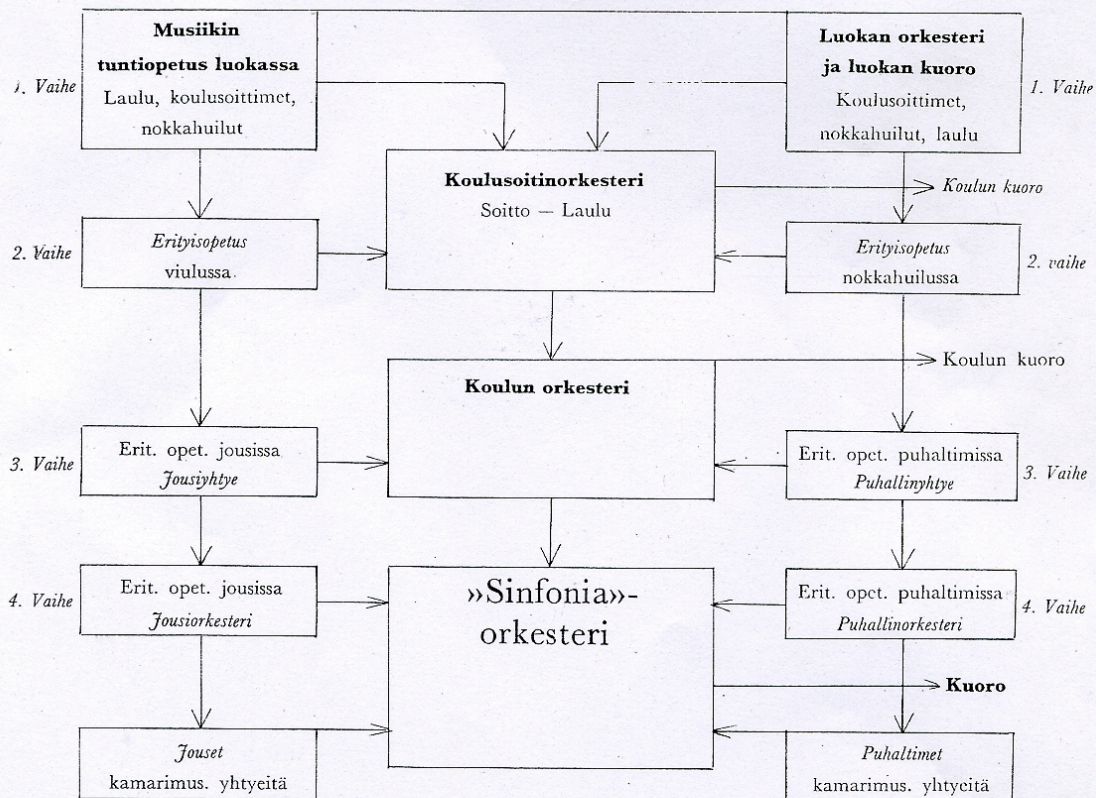 Musiikin
tuntiopetus luokassa
Laulu, koulusoittimet,
nokkahuilut
1. Vaihe
Luokan orkesteri
ja luokan kuoro
Koulusoittimet,
nokkahuilut, laulu
1. Vaihe
Koulusoitinorkesteri
Soitto — Laulu
Koulun kuoro
2. Vaihe
Erityisopetus
viulussa
Erityisopetus
nokkahuilussa
2. vaihe
Koulun orkesteri
Koulun kuoro
3. Vaihe
Erit. opet. jousissa
Jousiyhtye
Erit. opet. puhaltimissa
Puhallinyhtye
3. Vaihe
4. Vaihe
Erit. opet. jousissa
Jousiorkesteri
»Sinfonia»-
orkesteri
Erit. opet. puhaltimissa
Puhallinorkesteri
4. Vaihe
Kuoro
Jouset
kamarimus. yhtyeitä
Puhaltimet
kamarimus. yhtyeitä